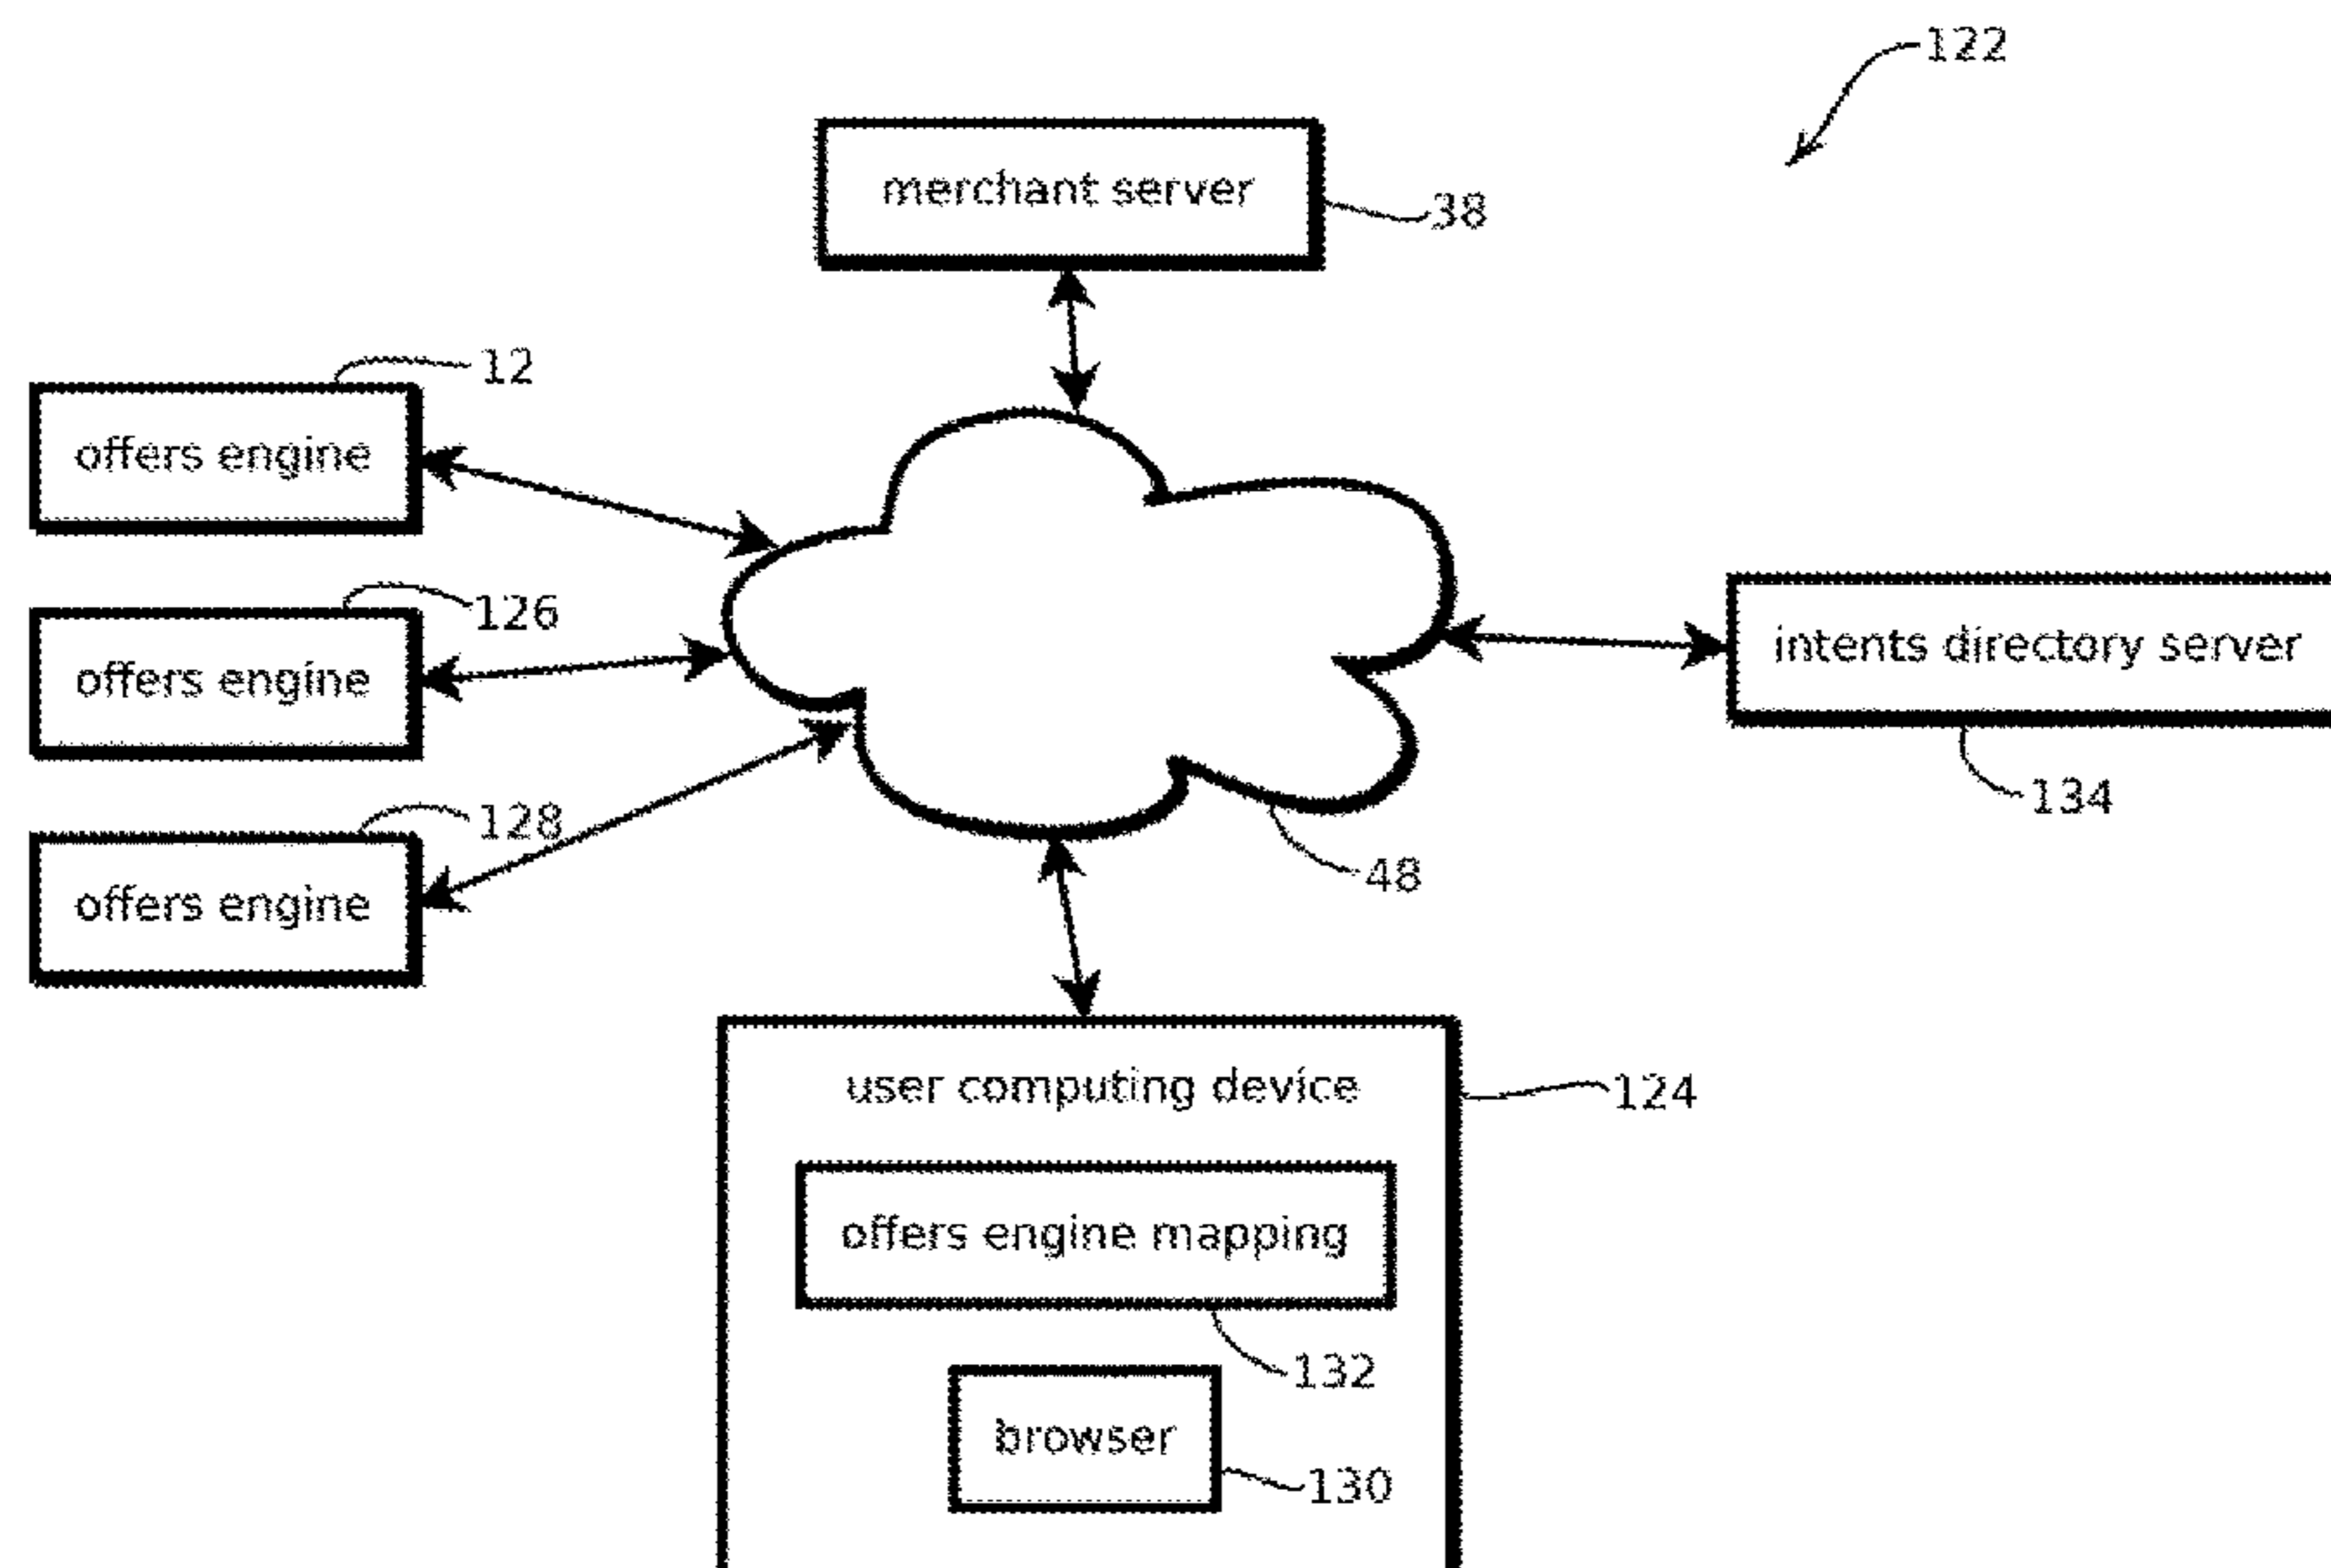 122
merchant server
38
12
offers engine
126
offers engine
intents directory server
134
128
offers engine
48
user computing device
124
offers engine mapping
132
browser
130